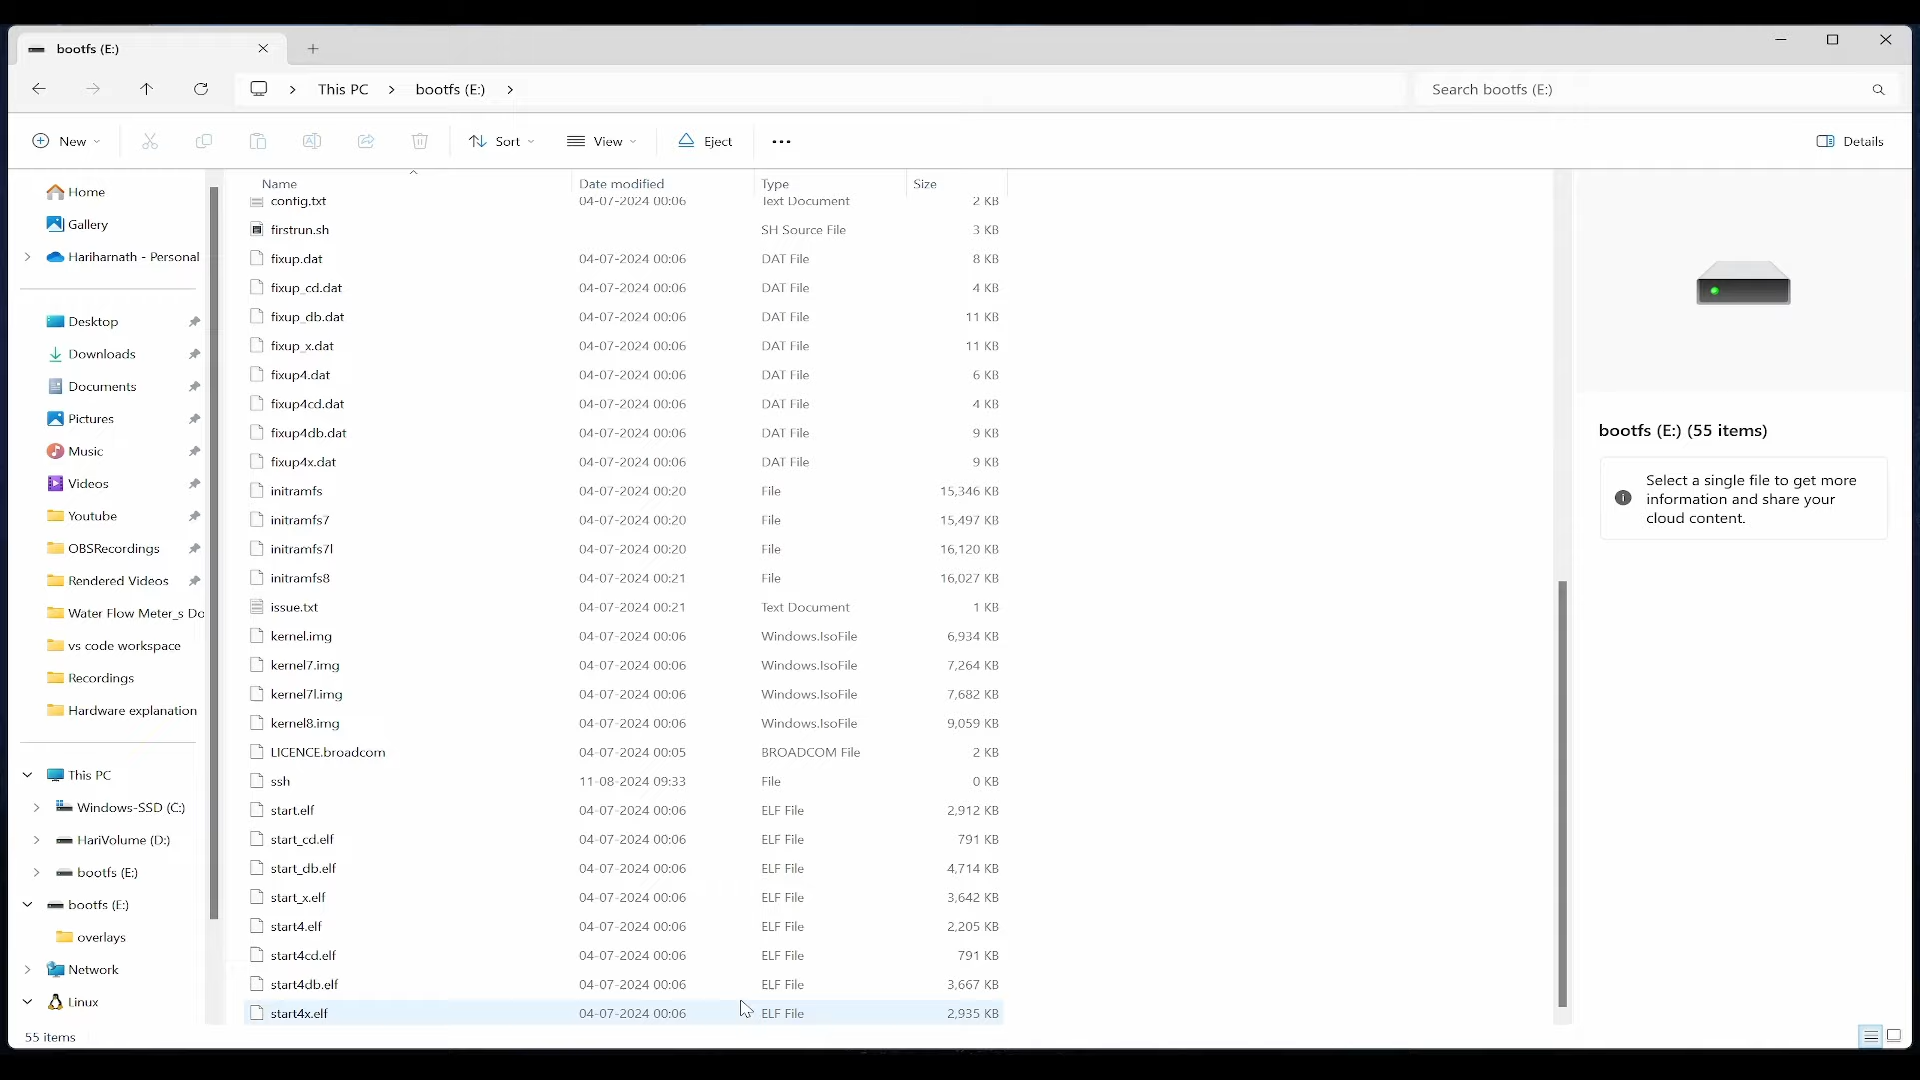 bootfs (E:)
This PC > bootfs (E:) >
Search bootfs (E:)
New
Sort
View
Eject
Details
Home
Gallery
Hariharnath - Personal
Desktop
Downloads
Documents
Pictures
Music
Videos
Youtube
OBSRecordings
Rendered Videos
Water Flow Meter_s Do
vs code workspace
Recordings
Hardware explanation
This PC
Windows-SSD (C:)
HariVolume (D:)
bootfs (E:)
bootfs (E:)
overlays
Network
Linux
Name Date modified Type Size
config.txt 04-07-2024 00:06 Text Document 2 KB
firstrun.sh SH Source File 3 KB
fixup.dat 04-07-2024 00:06 DAT File 8 KB
fixup_cd.dat 04-07-2024 00:06 DAT File 4 KB
fixup_db.dat 04-07-2024 00:06 DAT File 11 KB
fixup_x.dat 04-07-2024 00:06 DAT File 11 KB
fixup4.dat 04-07-2024 00:06 DAT File 6 KB
fixup4cd.dat 04-07-2024 00:06 DAT File 4 KB
fixup4db.dat 04-07-2024 00:06 DAT File 9 KB
fixup4x.dat 04-07-2024 00:06 DAT File 9 KB
initramfs 04-07-2024 00:20 File 15,346 KB
initramfs7 04-07-2024 00:20 File 15,497 KB
initramfs7l 04-07-2024 00:20 File 16,120 KB
initramfs8 04-07-2024 00:21 File 16,027 KB
issue.txt 04-07-2024 00:21 Text Document 1 KB
kernel.img 04-07-2024 00:06 Windows.IsoFile 6,934 KB
kernel7.img 04-07-2024 00:06 Windows.IsoFile 7,264 KB
kernel7l.img 04-07-2024 00:06 Windows.IsoFile 7,682 KB
kernel8.img 04-07-2024 00:06 Windows.IsoFile 9,059 KB
LICENCE.broadcom 04-07-2024 00:05 BROADCOM File 2 KB
ssh 11-08-2024 09:33 File 0 KB
start.elf 04-07-2024 00:06 ELF File 2,912 KB
start_cd.elf 04-07-2024 00:06 ELF File 791 KB
start_db.elf 04-07-2024 00:06 ELF File 4,714 KB
start_x.elf 04-07-2024 00:06 ELF File 3,642 KB
start4.elf 04-07-2024 00:06 ELF File 2,205 KB
start4cd.elf 04-07-2024 00:06 ELF File 791 KB
start4db.elf 04-07-2024 00:06 ELF File 3,667 KB
start4x.elf 04-07-2024 00:06 ELF File 2,935 KB
bootfs (E:) (55 items)
Select a single file to get more
information and share your
cloud content.
55 items